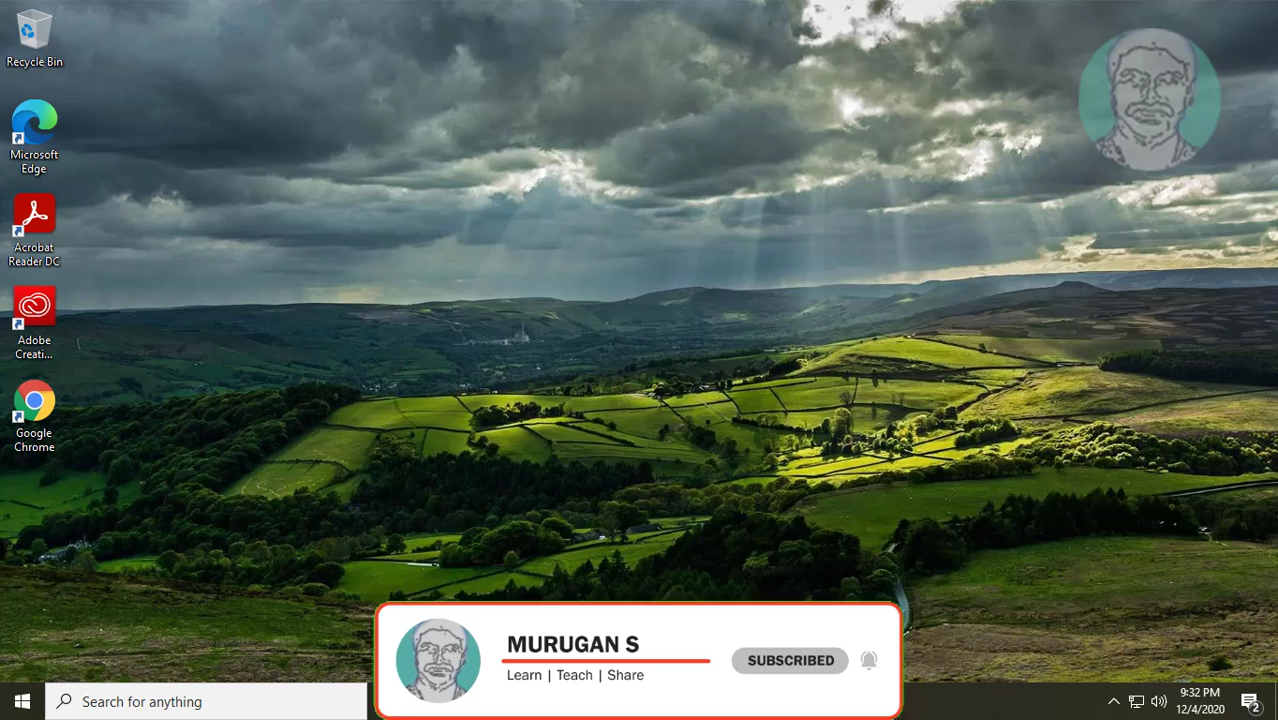 Recycle Bin
Microsoft
Edge
Acrobat
Reader DC
Adobe
Creati...
Google
Chrome
MURUGAN S
Learn | Teach | Share
SUBSCRIBED
Search for anything
9:32 PM
12/4/2020
2